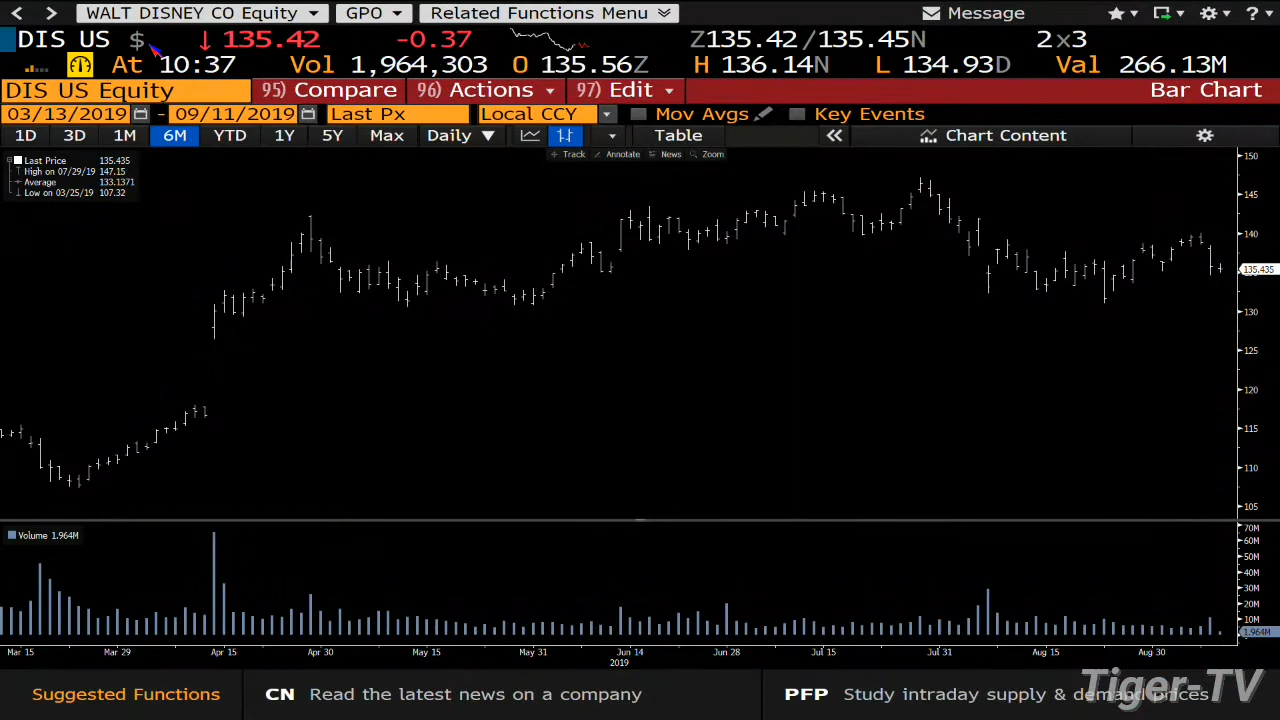 WALT DISNEY CO Equity GPO Related Functions Menu Message ?
DIS US $ ↓ 135.42 -0.37 Z135.42/135.45N 2x3
At 10:37 Vol 1,964,303 O 135.56Z H 136.14N L 134.93D Val 266.13M
DIS US Equity 95) Compare 96) Actions 97) Edit Bar Chart
03/13/2019 - 09/11/2019 Last Px Local CCY Mov Avgs Key Events
1D 3D 1M 6M YTD 1Y 5Y Max Daily ▼ Table « Chart Content
Track Annotate News Zoom
Last Price 135.435
High on 07/29/19 147.15
Average 133.1371
Low on 03/25/19 107.32
150
145
140
135.435
130
125
120
115
110
105
Volume 1.964M
70M
60M
50M
40M
30M
20M
10M
1.964M
Mar 15 Mar 29 Apr 15 Apr 30 May 15 May 31 Jun 14 Jun 28 Jul 15 Jul 31 Aug 15 Aug 30
2019
Suggested Functions CN Read the latest news on a company PFP Study intraday supply & demand prices
Tiger-TV